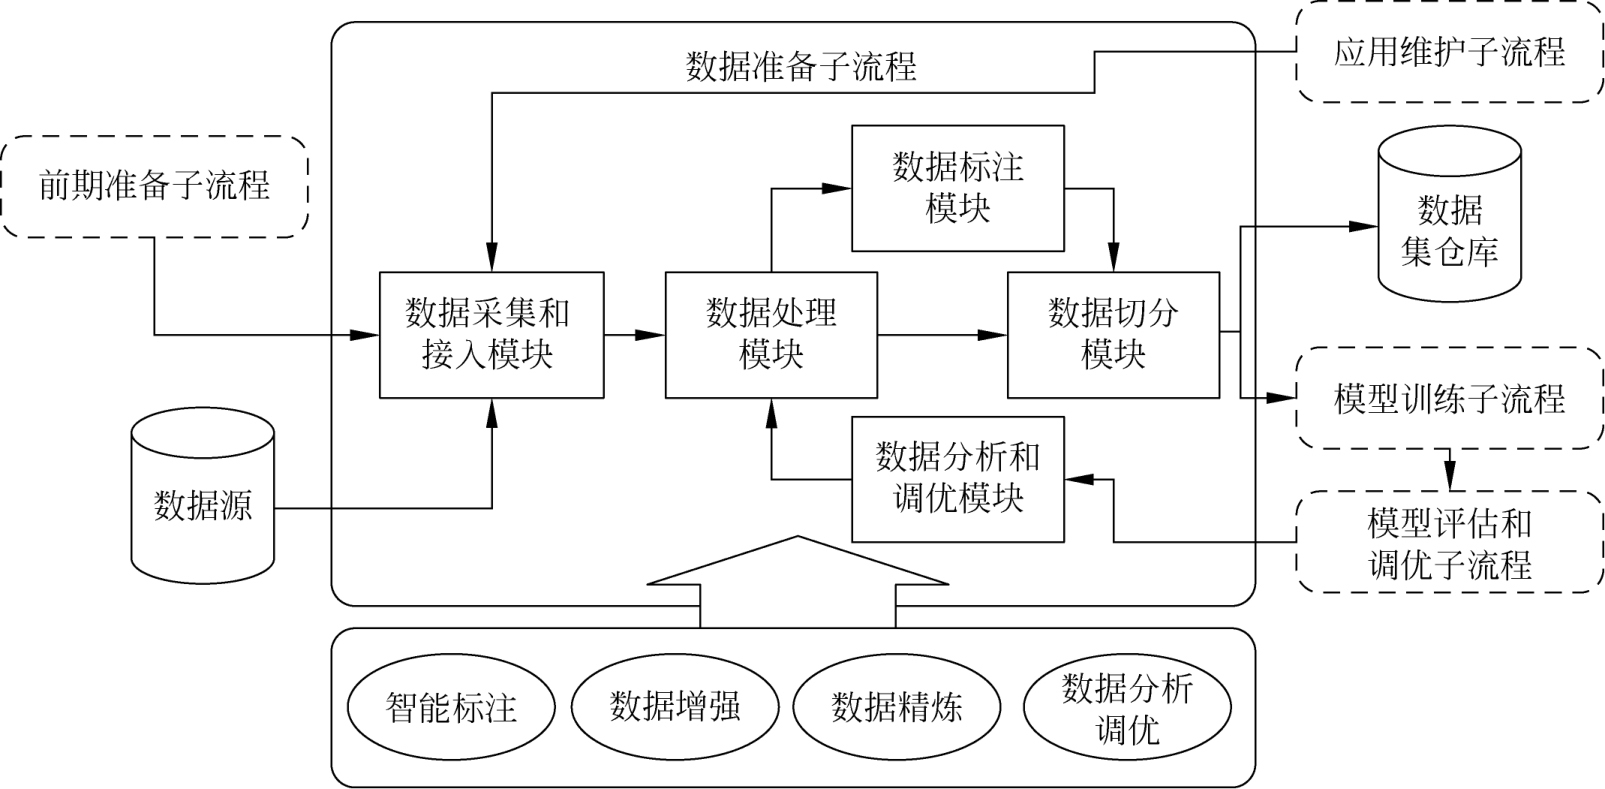 应用维护子流程
数据准备子流程
前期准备子流程
数据标注
模块
数据
集仓库
数据采集和
接入模块
数据处理
模块
数据切分
模块
模型训练子流程
数据源
数据分析和
调优模块
模型评估和
调优子流程
智能标注
数据增强
数据精炼
数据分析
调优